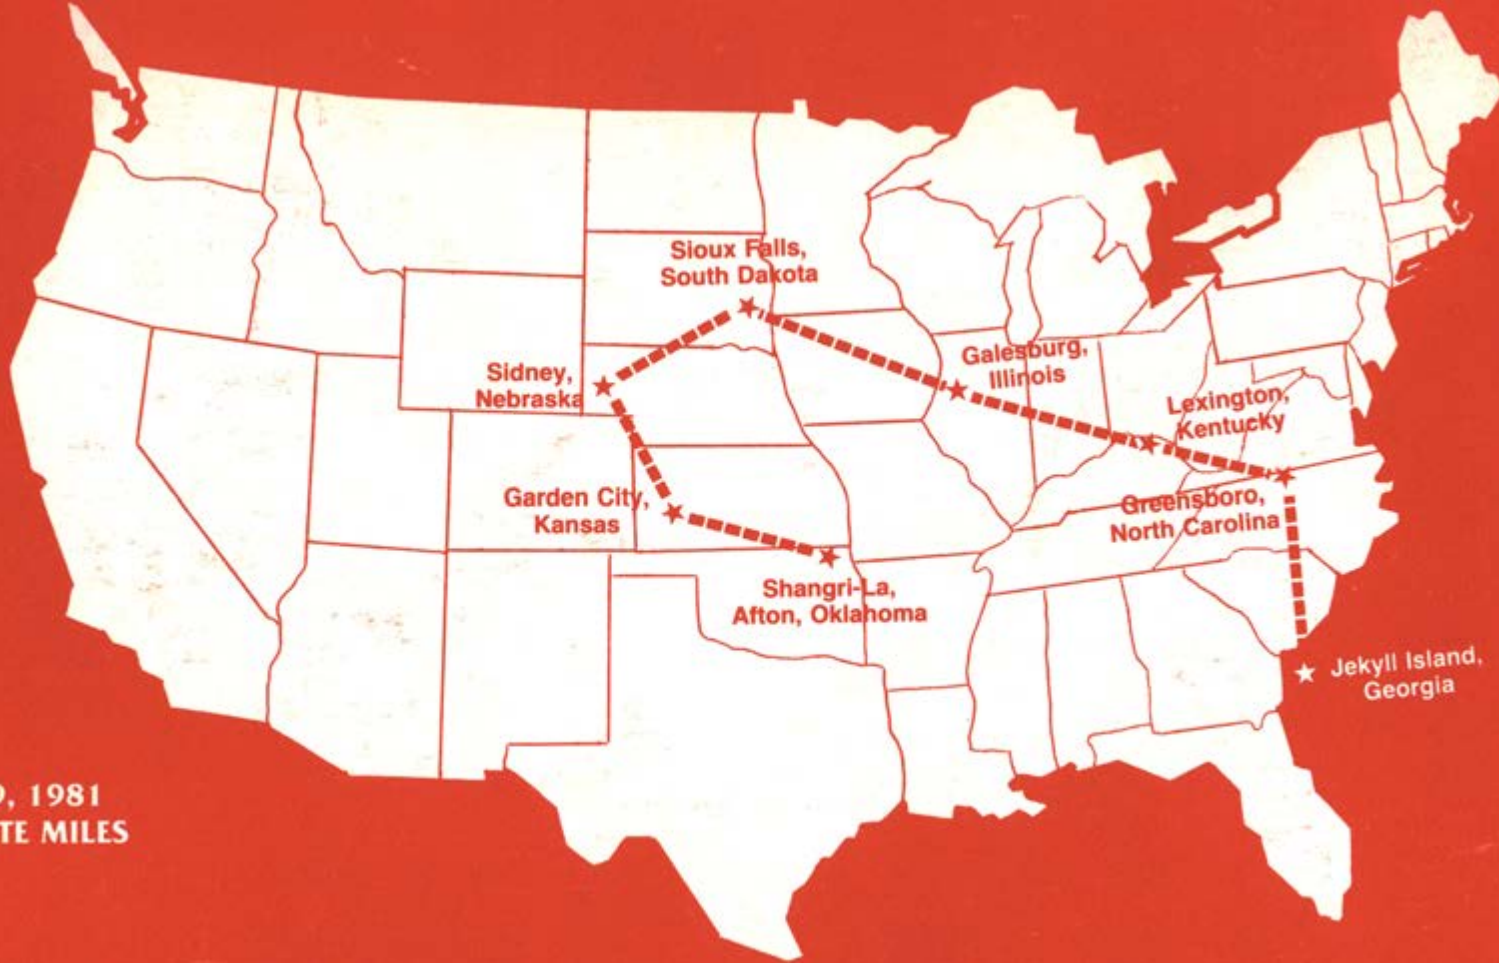 Sioux Falls,
South Dakota
Sidney,
Nebraska
Galesburg,
Illinois
Lexington,
Kentucky
Garden City,
Kansas
Greensboro,
North Carolina
Shangri-La,
Afton, Oklahoma
Jekyll Island,
Georgia
9, 1981
TE MILES